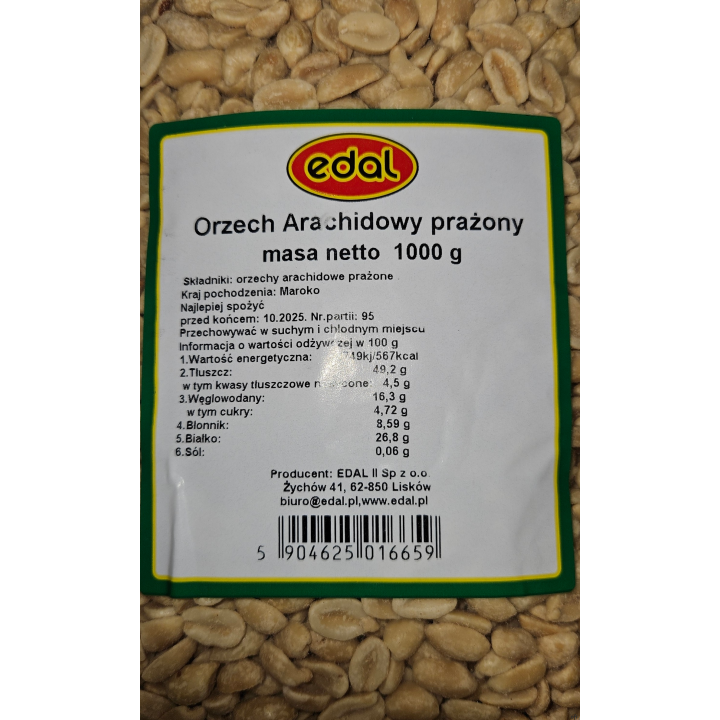 edal
Orzech Arachidowy prażony
masa netto 1000 g
Składniki: orzechy arachidowe prażone
Kraj pochodzenia: Maroko
Najlepiej spożyć
przed końcem: 10.2025. Nr.partii: 95
Przechowywać w suchym i chłodnym miejscu
Informacja o wartości odżywczej w 100 g
1.Wartość energetyczna: 749kj/567kcal
2.Tłuszcz: 49,2 g
w tym kwasy tłuszczowe 4,5 g
3.Węglowodany: 16,3 g
w tym cukry: 4,72 g
4.Błonnik: 8,59 g
5.Białko: 26,8 g
6.Sól: 0,06 g
Producent: EDAL II Sp z o.o.
Żychów 41, 62-850 Lisków
biuro@edal.pl,www.edal.pl
5 904625 016659